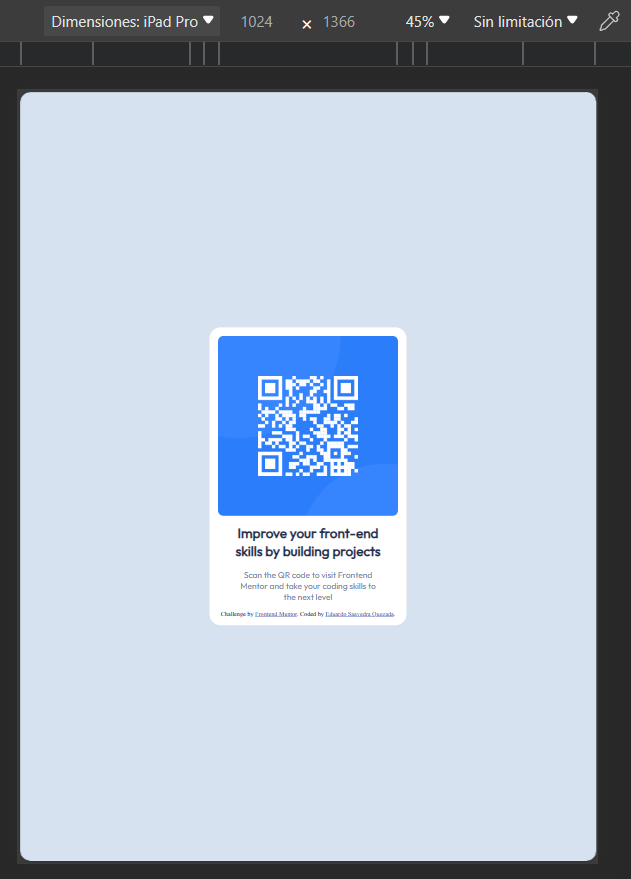 Dimensiones: iPad Pro 1024 × 1366 45% Sin limitación
Improve your front-end
skills by building projects
Scan the QR code to visit Frontend
Mentor and take your coding skills to
the next level
Challenge by Frontend Mentor. Coded by Eduardo Saavedra Quezada.